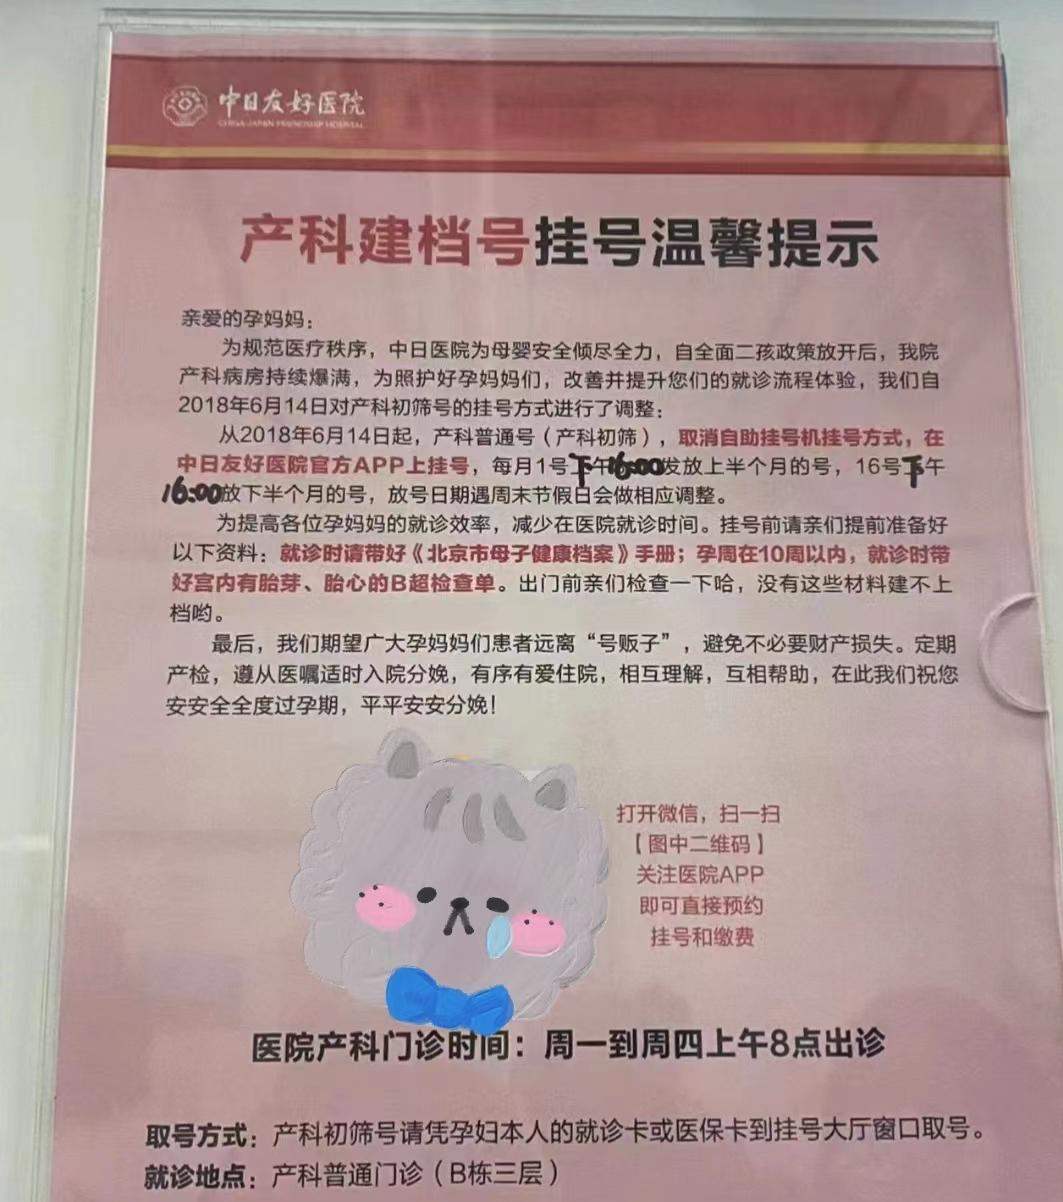 中日友好医院
CHINA-JAPAN FRIENDSHIP HOSPITAL
产科建档号挂号温馨提示
亲爱的孕妈妈：
为规范医疗秩序，中日医院为母婴安全倾尽全力，自全面二孩政策放开后，我院
产科病房持续爆满，为照护好孕妈妈们，改善并提升您们的就诊流程体验，我们自
2018年6月14日对产科初筛号的挂号方式进行了调整：
从2018年6月14日起，产科普通号（产科初筛），取消自助挂号机挂号方式，在
中日友好医院官方APP上挂号，每月1号下午16:00发放上半个月的号，16号下午
16:00放下半个月的号，放号日期遇周末节假日会做相应调整。
为提高各位孕妈妈的就诊效率，减少在医院就诊时间。挂号前请亲们提前准备好
以下资料：就诊时请带好《北京市母子健康档案》手册；孕周在10周以内，就诊时带
好宫内有胎芽、胎心的B超检查单。出门前亲们检查一下哈，没有这些材料建不上
档哟。
最后，我们期望广大孕妈妈们患者远离“号贩子”，避免不必要财产损失。定期
产检，遵从医嘱适时入院分娩，有序有爱住院，相互理解，互相帮助，在此我们祝您
安安全全度过孕期，平平安安分娩！
打开微信，扫一扫
【图中二维码】
关注医院APP
即可直接预约
挂号和缴费
医院产科门诊时间：周一到周四上午8点出诊
取号方式：产科初筛号请凭孕妇本人的就诊卡或医保卡到挂号大厅窗口取号。
就诊地点：产科普通门诊（B栋三层）